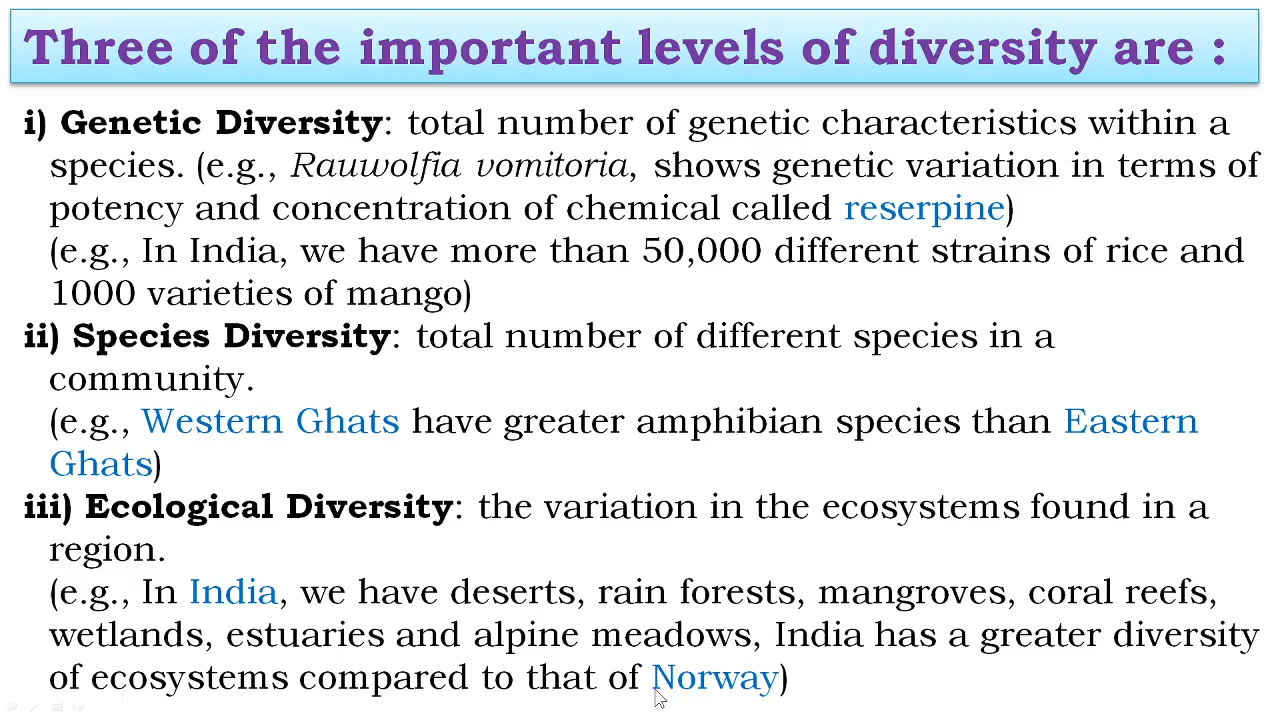 Three of the important levels of diversity are :
i) Genetic Diversity: total number of genetic characteristics within a
species. (e.g., Rauwolfia vomitoria, shows genetic variation in terms of
potency and concentration of chemical called reserpine)
(e.g., In India, we have more than 50,000 different strains of rice and
1000 varieties of mango)
ii) Species Diversity: total number of different species in a
community.
(e.g., Western Ghats have greater amphibian species than Eastern
Ghats)
iii) Ecological Diversity: the variation in the ecosystems found in a
region.
(e.g., In India, we have deserts, rain forests, mangroves, coral reefs,
wetlands, estuaries and alpine meadows, India has a greater diversity
of ecosystems compared to that of Norway)